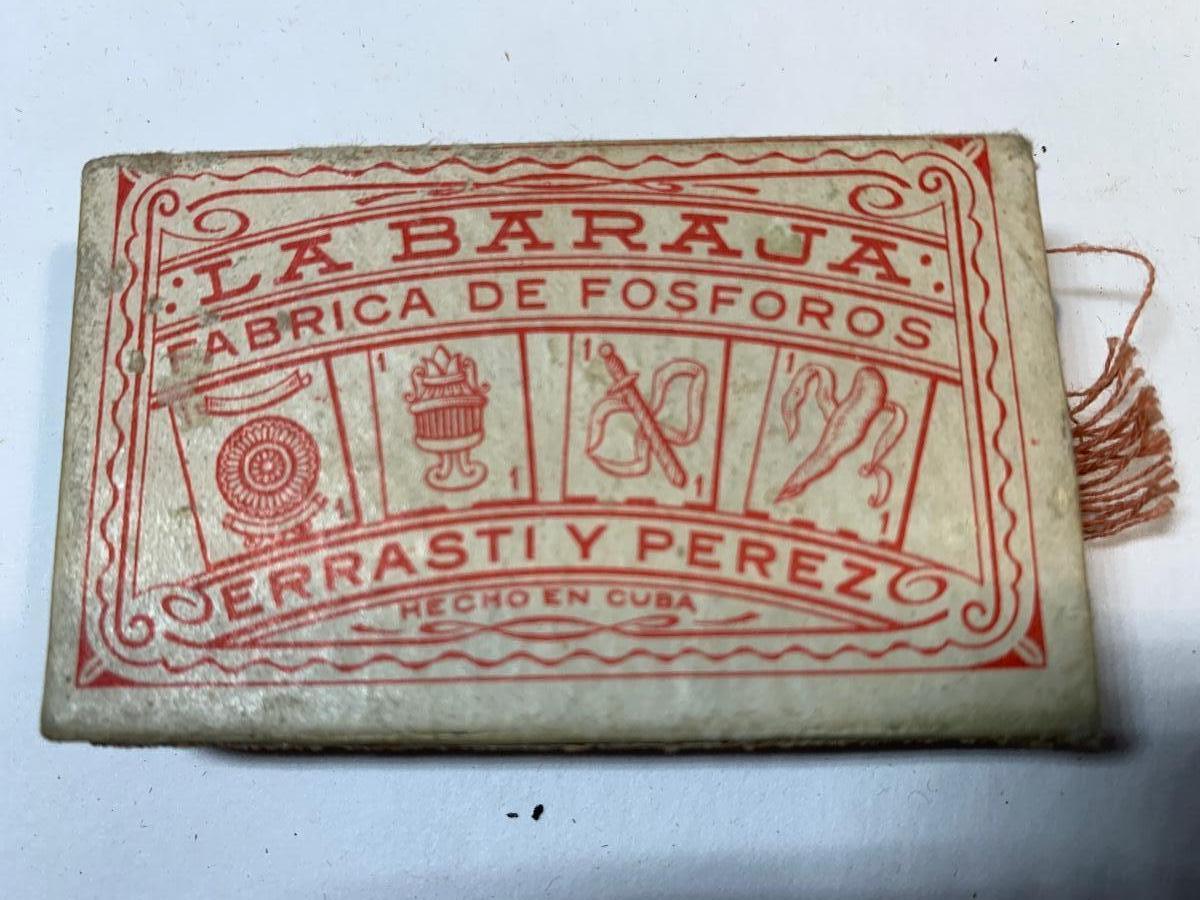 LA BARAJA
FABRICA DE FOSFOROS
1 1 1
1 1 1 1
ERRASTI Y PEREZ
HECHO EN CUBA